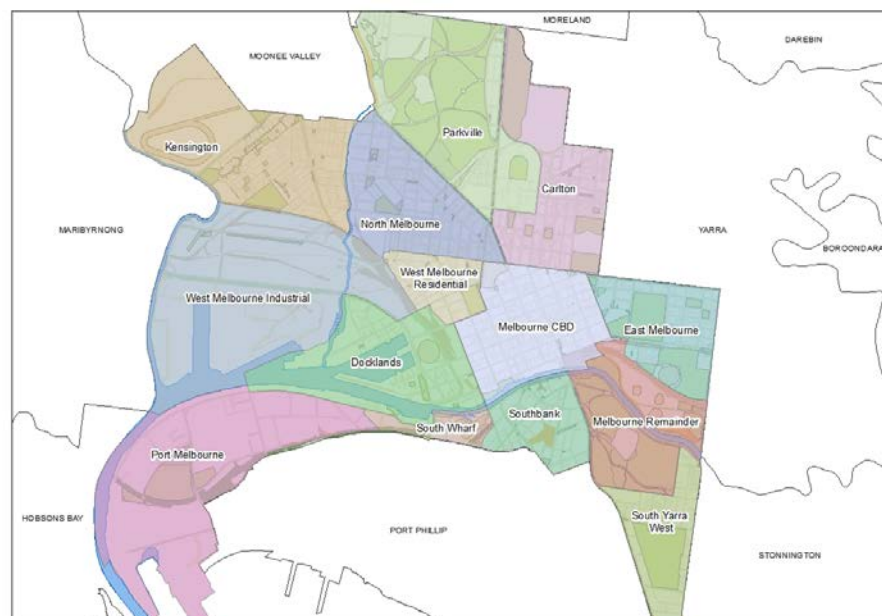 MORELAND
DAREBIN
MOONEE VALLEY
Parkville
Kensington
Carlton
North Melbourne
MARIBYRNONG
YARRA
BOROONDARA
West Melbourne
Residential
West Melbourne Industrial
Melbourne CBD
East Melbourne
Docklands
Southbank
Melbourne Remainder
South Wharf
Port Melbourne
South Yarra
West
HOBSONS BAY
PORT PHILLIP
STONNINGTON